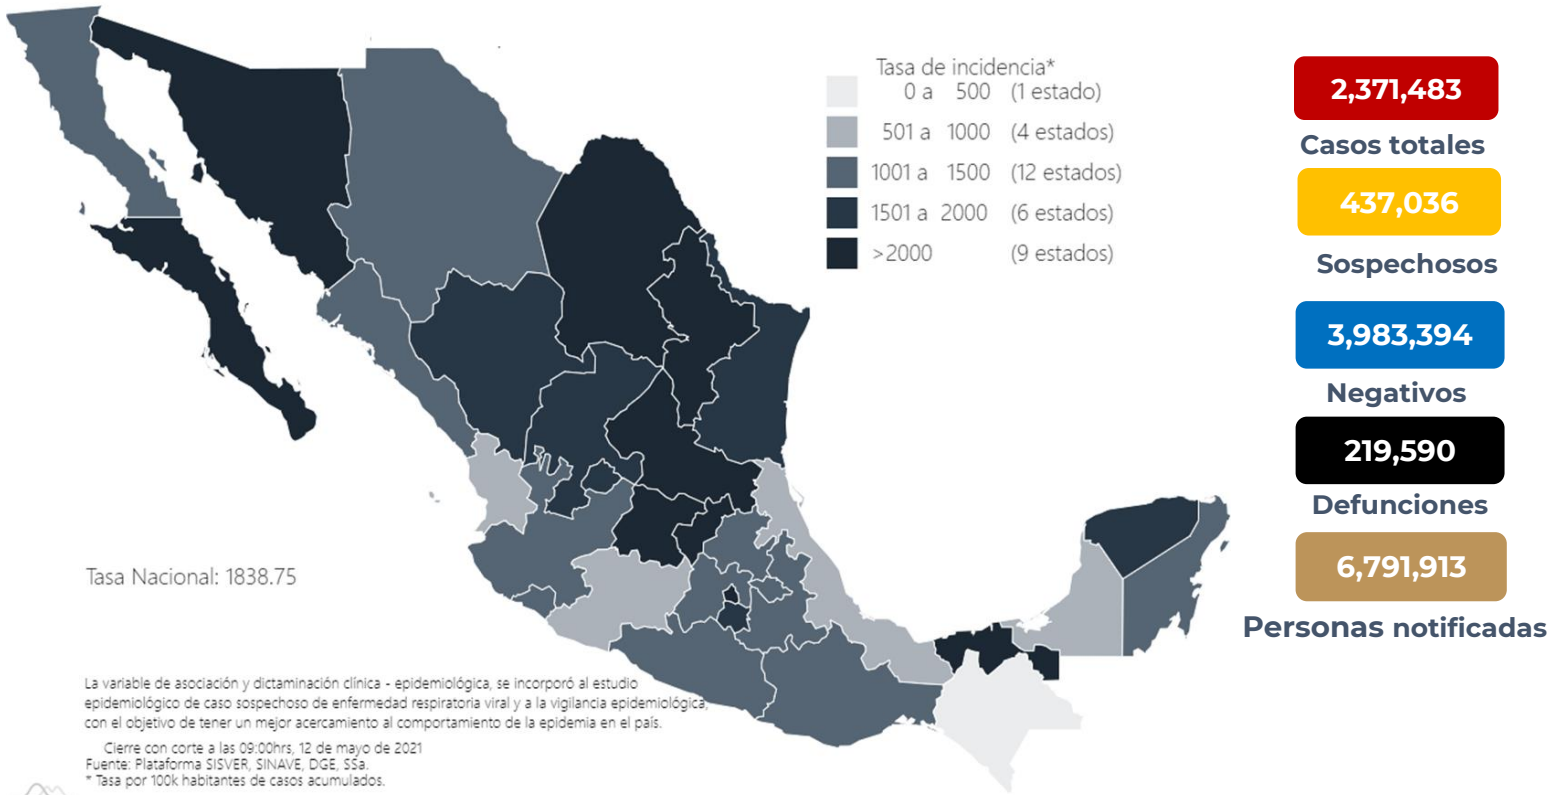 Tasa de incidencia*
0 a 500 (1 estado)
501 a 1000 (4 estados)
1001 a 1500 (12 estados)
1501 a 2000 (6 estados)
>2000 (9 estados)
2,371,483
Casos totales
437,036
Sospechosos
3,983,394
Negativos
219,590
Defunciones
6,791,913
Personas notificadas
Tasa Nacional: 1838.75
La variable de asociación y dictaminación clínica - epidemiológica, se incorporó al estudio
epidemiológico de caso sospechoso de enfermedad respiratoria viral y a la vigilancia epidemiológica,
con el objetivo de tener un mejor acercamiento al comportamiento de la epidemia en el país.
Cierre con corte a las 09:00hrs, 12 de mayo de 2021
Fuente: Plataforma SISVER, SINAVE, DGE, SSa.
* Tasa por 100k habitantes de casos acumulados.